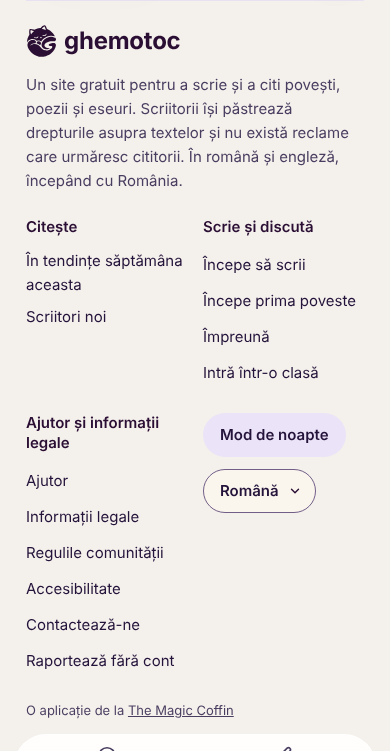 ghemotoc
Un site gratuit pentru a scrie și a citi povești,
poezii și eseuri. Scriitorii își păstrează
drepturile asupra textelor și nu există reclame
care urmăresc cititorii. În română și engleză,
începând cu România.
Citește
În tendințe săptămâna
aceasta
Scriitori noi
Scrie și discută
Începe să scrii
Începe prima poveste
Împreună
Intră într-o clasă
Ajutor și informații
legale
Ajutor
Informații legale
Regulile comunității
Accesibilitate
Contactează-ne
Raportează fără cont
Mod de noapte
Română
O aplicație de la The Magic Coffin